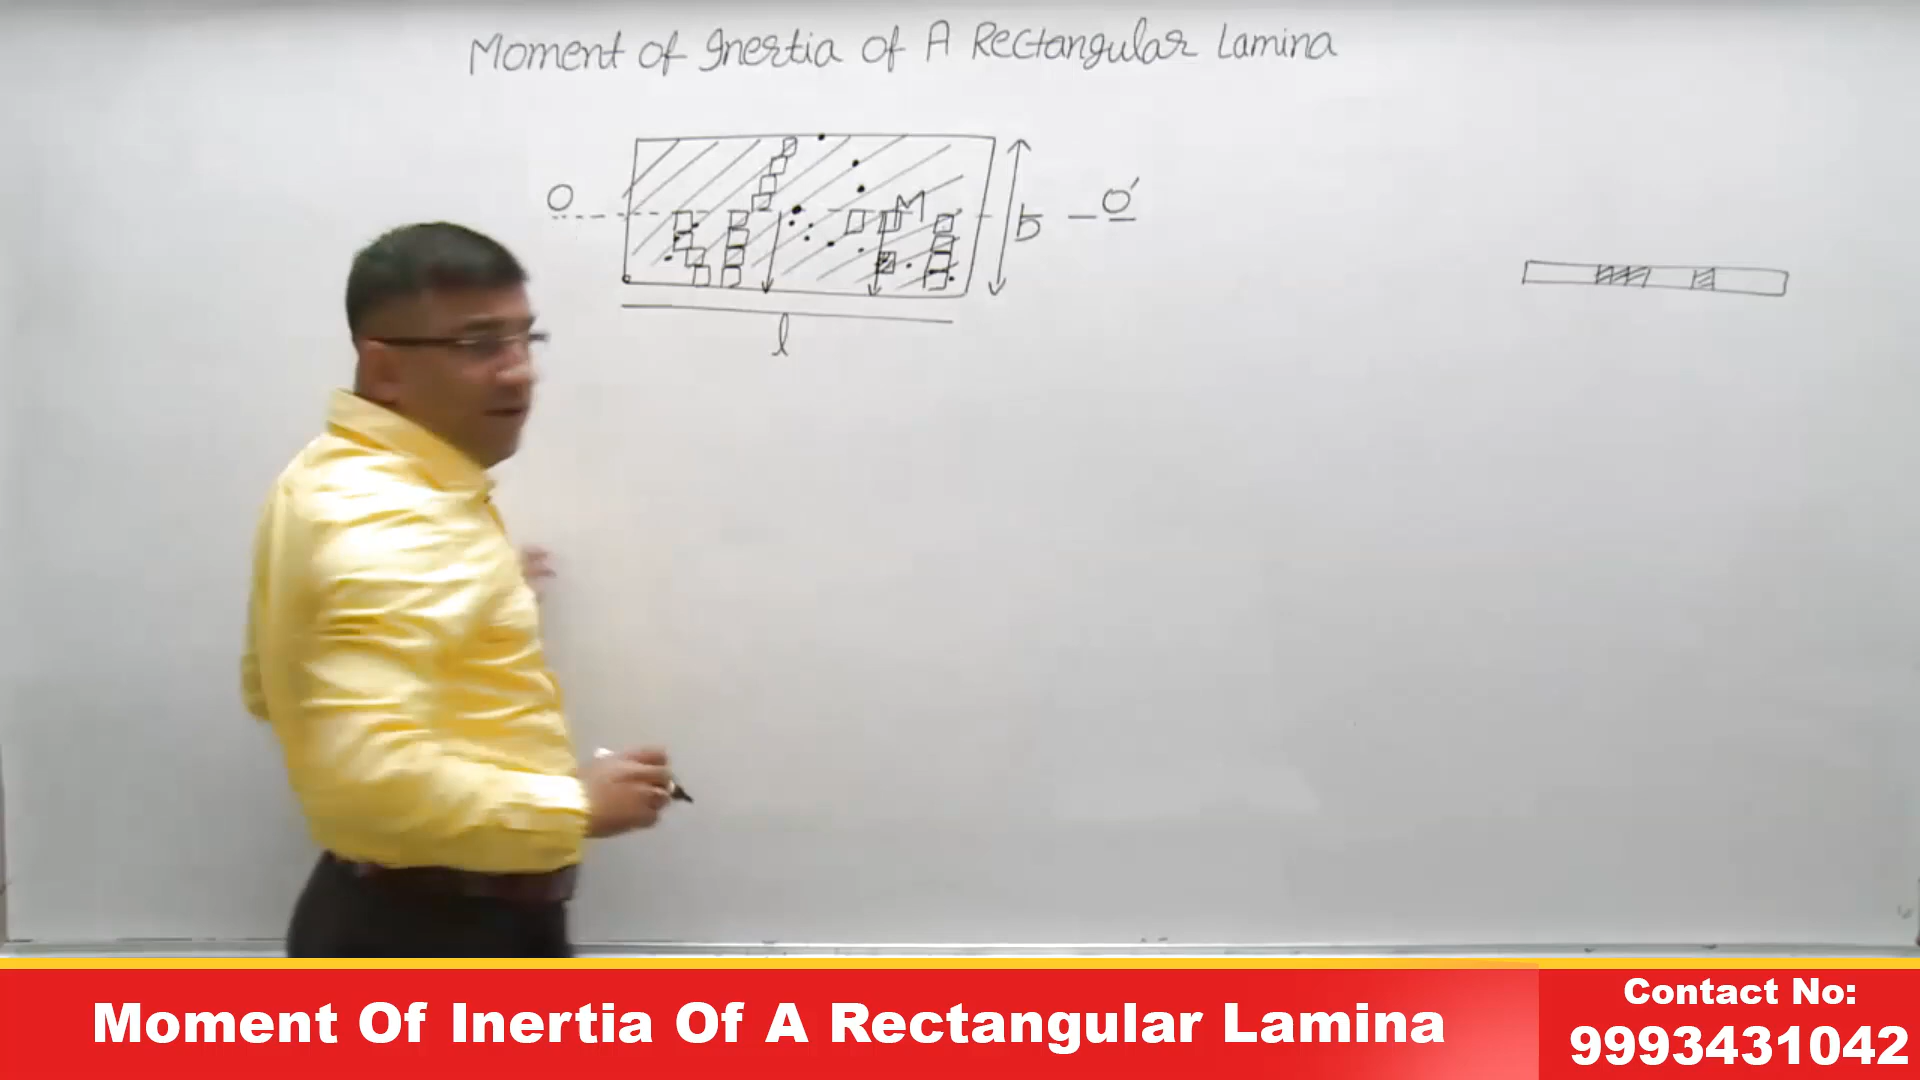 Moment of Inertia of A Rectangular Lamina
O
M
b
O'
l
Moment Of Inertia Of A Rectangular Lamina
Contact No:
9993431042